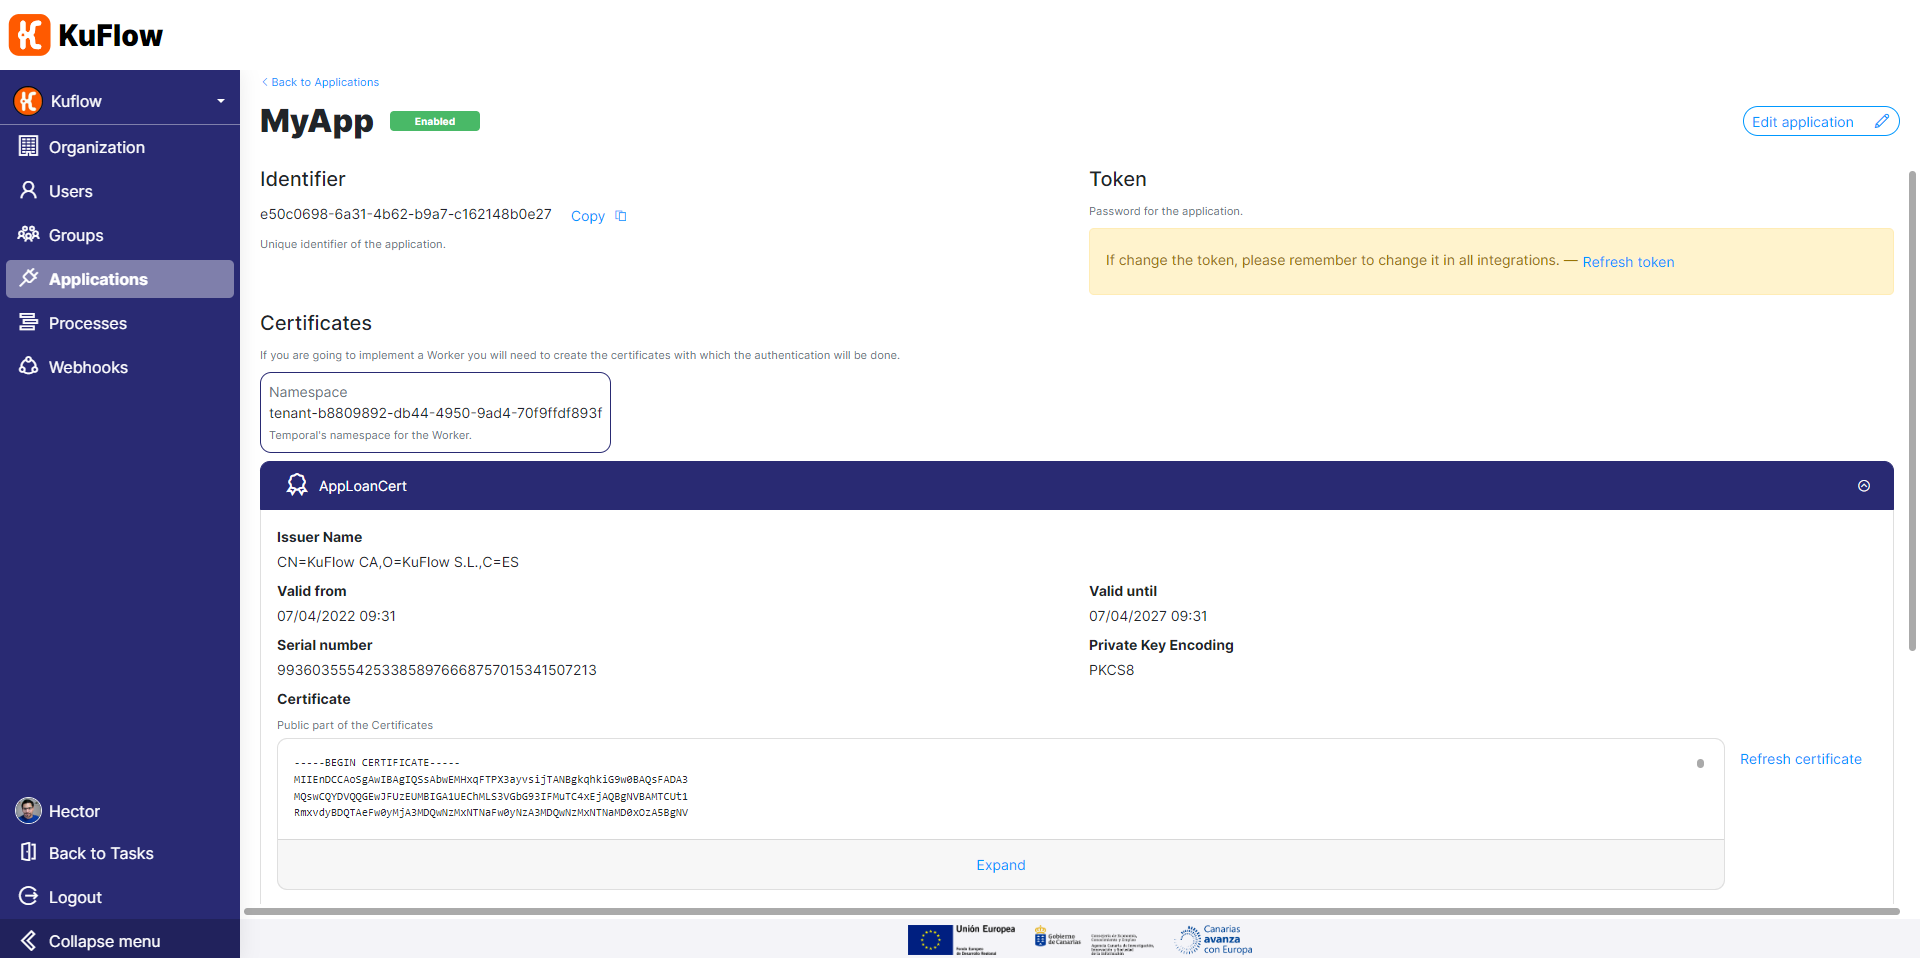 KuFlow
Kuflow
Organization
Users
Groups
Applications
Processes
Webhooks
Hector
Back to Tasks
Logout
Collapse menu
Back to Applications
MyApp
Enabled
Edit application
Identifier
e50c0698-6a31-4b62-b9a7-c162148b0e27
Copy
Unique identifier of the application.
Token
Password for the application.
If change the token, please remember to change it in all integrations. — Refresh token
Certificates
If you are going to implement a Worker you will need to create the certificates with which the authentication will be done.
Namespace
tenant-b8809892-db44-4950-9ad4-70f9ffdf893f
Temporal's namespace for the Worker.
AppLoanCert
Issuer Name
CN=KuFlow CA,O=KuFlow S.L.,C=ES
Valid from
07/04/2022 09:31
Valid until
07/04/2027 09:31
Serial number
99360355542533858976668757015341507213
Private Key Encoding
PKCS8
Certificate
Public part of the Certificates
-----BEGIN CERTIFICATE-----
MIIEnDCCAoSgAwIBAgIQSsAbwEMHxqFTPX3ayvsijTANBgkqhkiG9w0BAQsFADA3
MQswCQYDVQQGEwJFUzEUMBIGA1UEChMLS3VGbG93IFMuTC4xEjAQBgNVBAMTCUt1
RmxvdyBDQTAeFw0yMjA3MDQwNzMxNTNaFw0yNzA3MDQwNzMxNTNaMD0xOzA5BgNV
Expand
Refresh certificate
Unión Europea
Fondo Europeo
de Desarrollo Regional
Gobierno
de Canarias
Canarias
avanza
con Europa